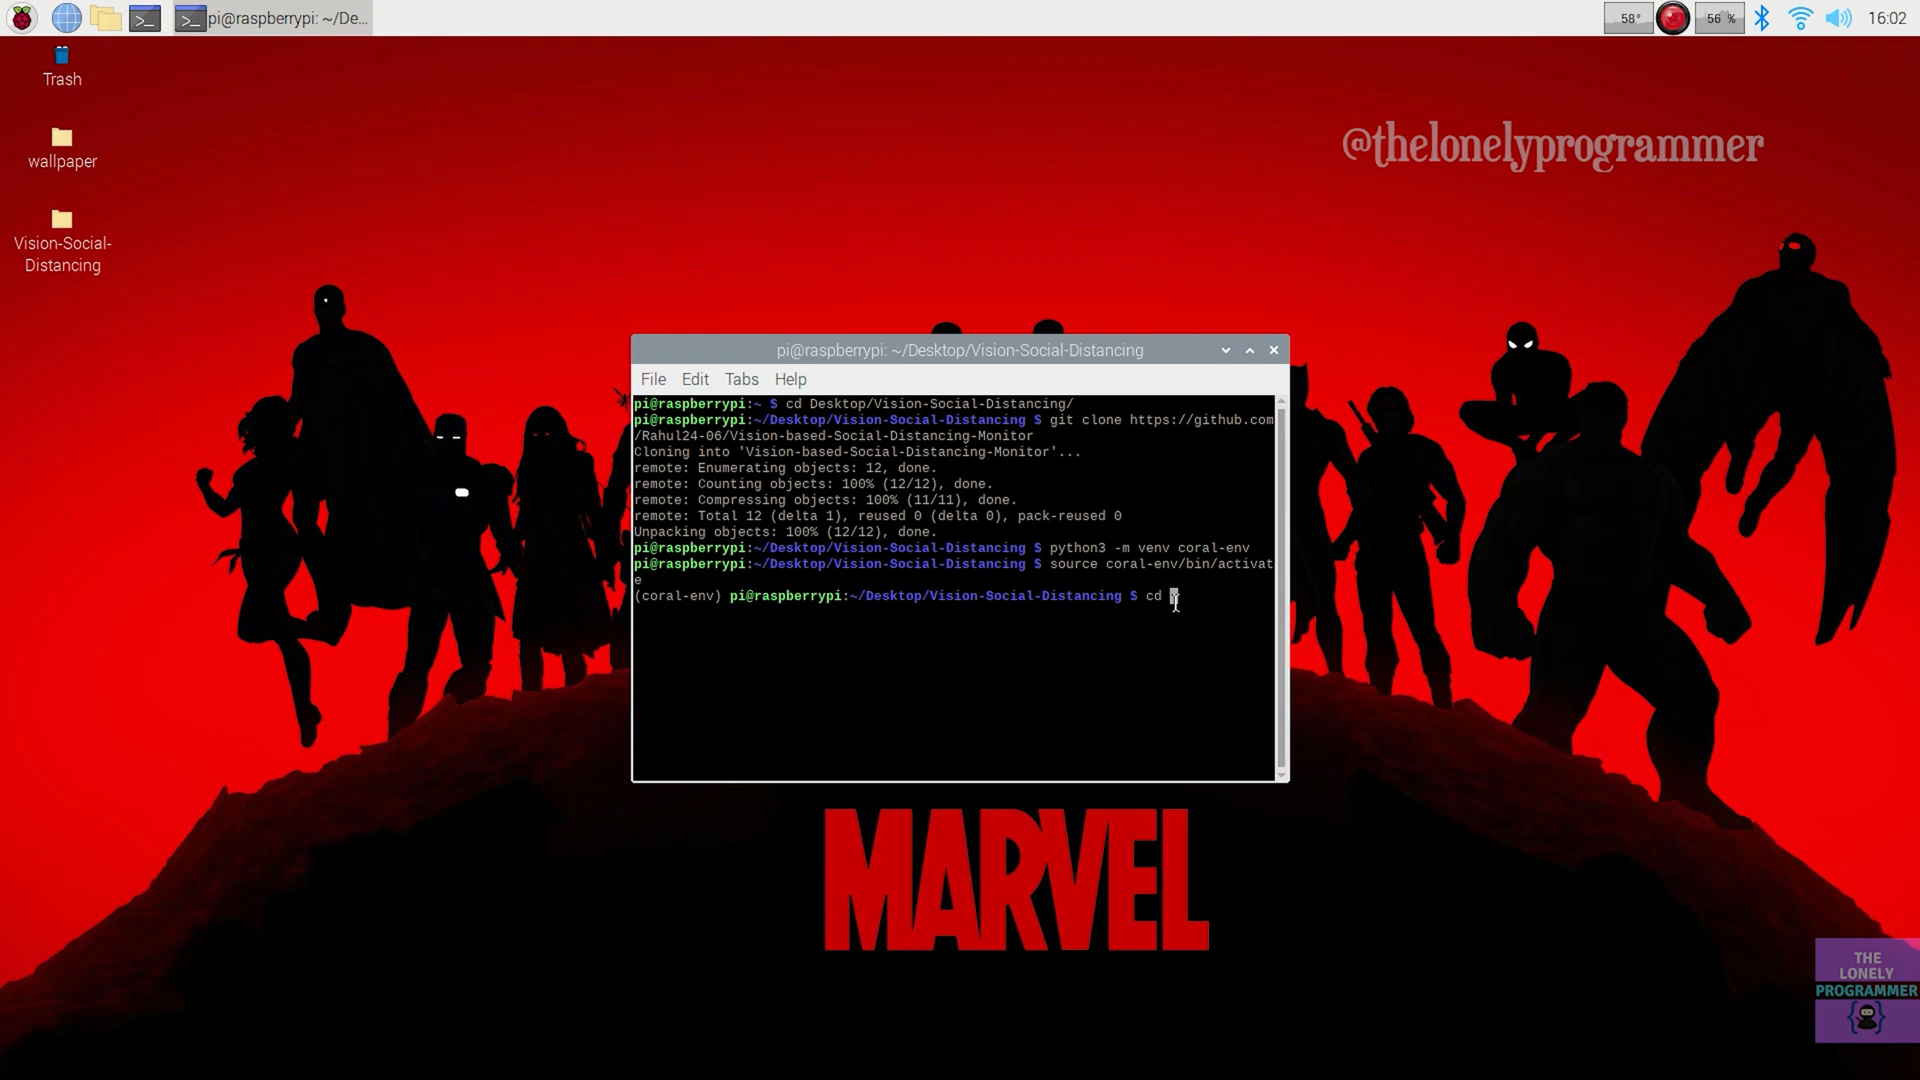 pi@raspberrypi: ~/De...
58°
56 %
16:02
Trash
wallpaper
Vision-Social-
Distancing
@thelonelyprogrammer
pi@raspberrypi: ~/Desktop/Vision-Social-Distancing
File Edit Tabs Help
pi@raspberrypi:~ $ cd Desktop/Vision-Social-Distancing/
pi@raspberrypi:~/Desktop/Vision-Social-Distancing $ git clone https://github.com
/Rahul24-06/Vision-based-Social-Distancing-Monitor
Cloning into 'Vision-based-Social-Distancing-Monitor'...
remote: Enumerating objects: 12, done.
remote: Counting objects: 100% (12/12), done.
remote: Compressing objects: 100% (11/11), done.
remote: Total 12 (delta 1), reused 0 (delta 0), pack-reused 0
Unpacking objects: 100% (12/12), done.
pi@raspberrypi:~/Desktop/Vision-Social-Distancing $ python3 -m venv coral-env
pi@raspberrypi:~/Desktop/Vision-Social-Distancing $ source coral-env/bin/activat
e
(coral-env) pi@raspberrypi:~/Desktop/Vision-Social-Distancing $ cd
MARVEL
THE
LONELY
PROGRAMMER